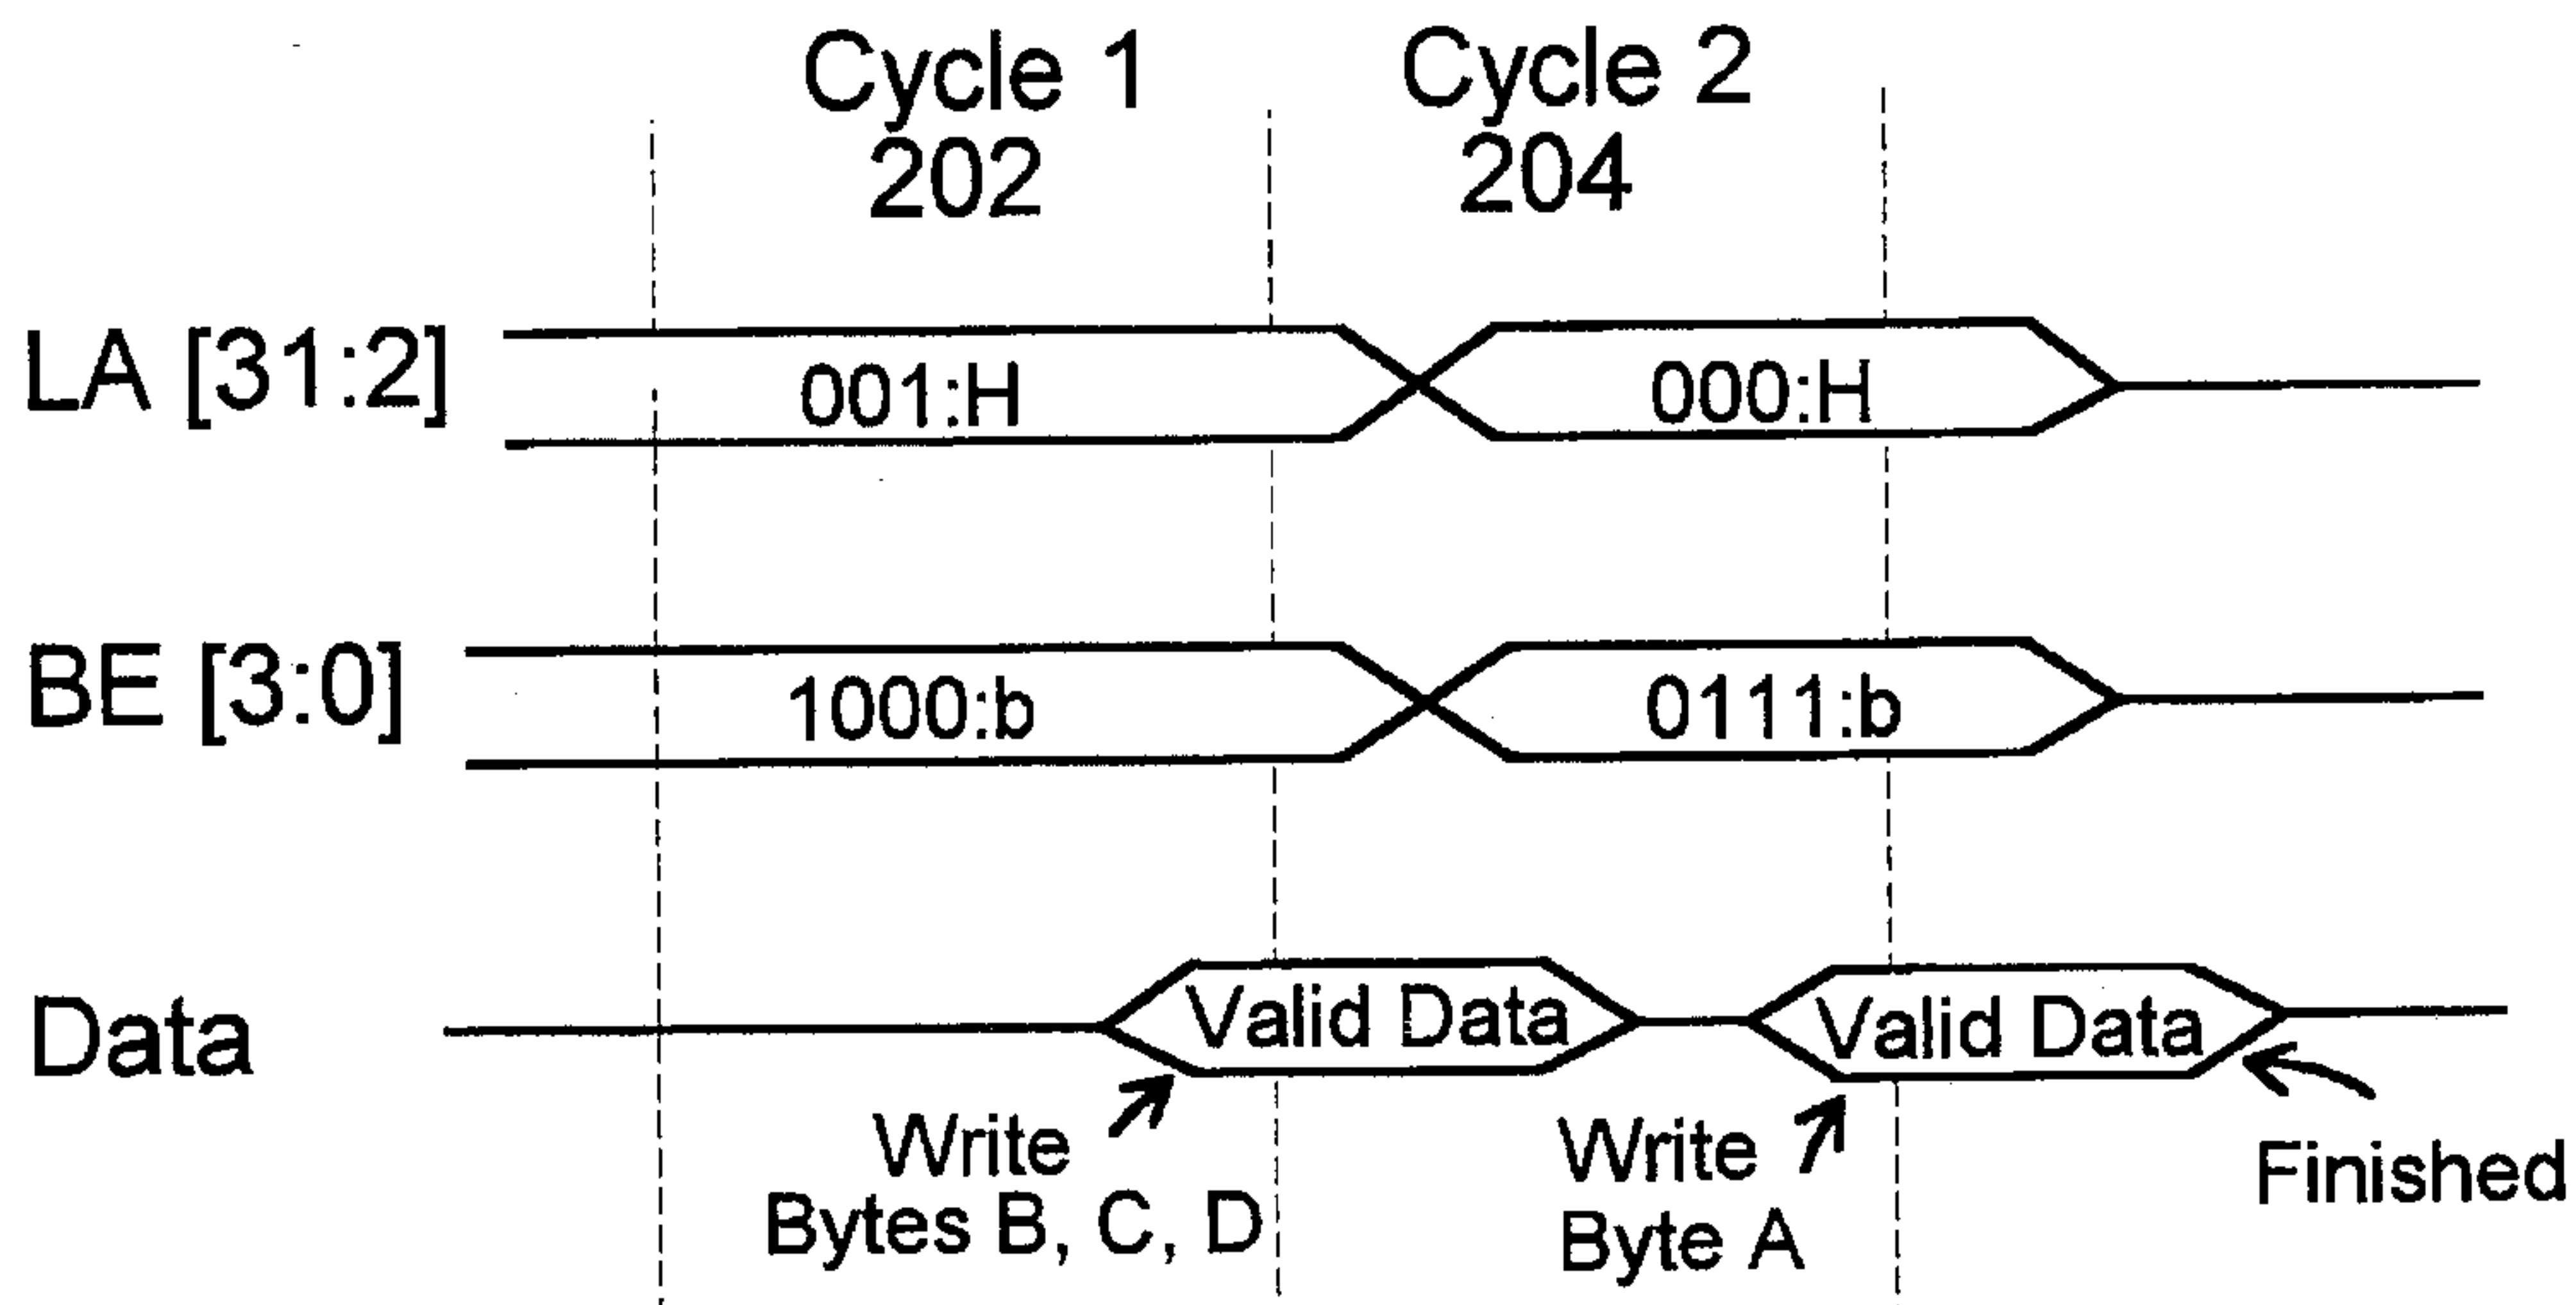 Cycle 1
202
Cycle 2
204
LA [31:2]
001:H
000:H
BE [3:0]
1000:b
0111:b
Data
Valid Data
Valid Data
Write
Bytes B, C, D
Write
Byte A
Finished